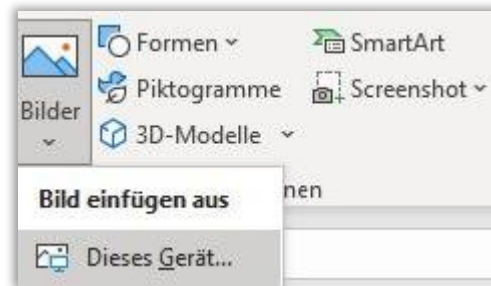 Formen
SmartArt
Piktogramme
Screenshot
Bilder
3D-Modelle
nen
Bild einfügen aus
Dieses Gerät...